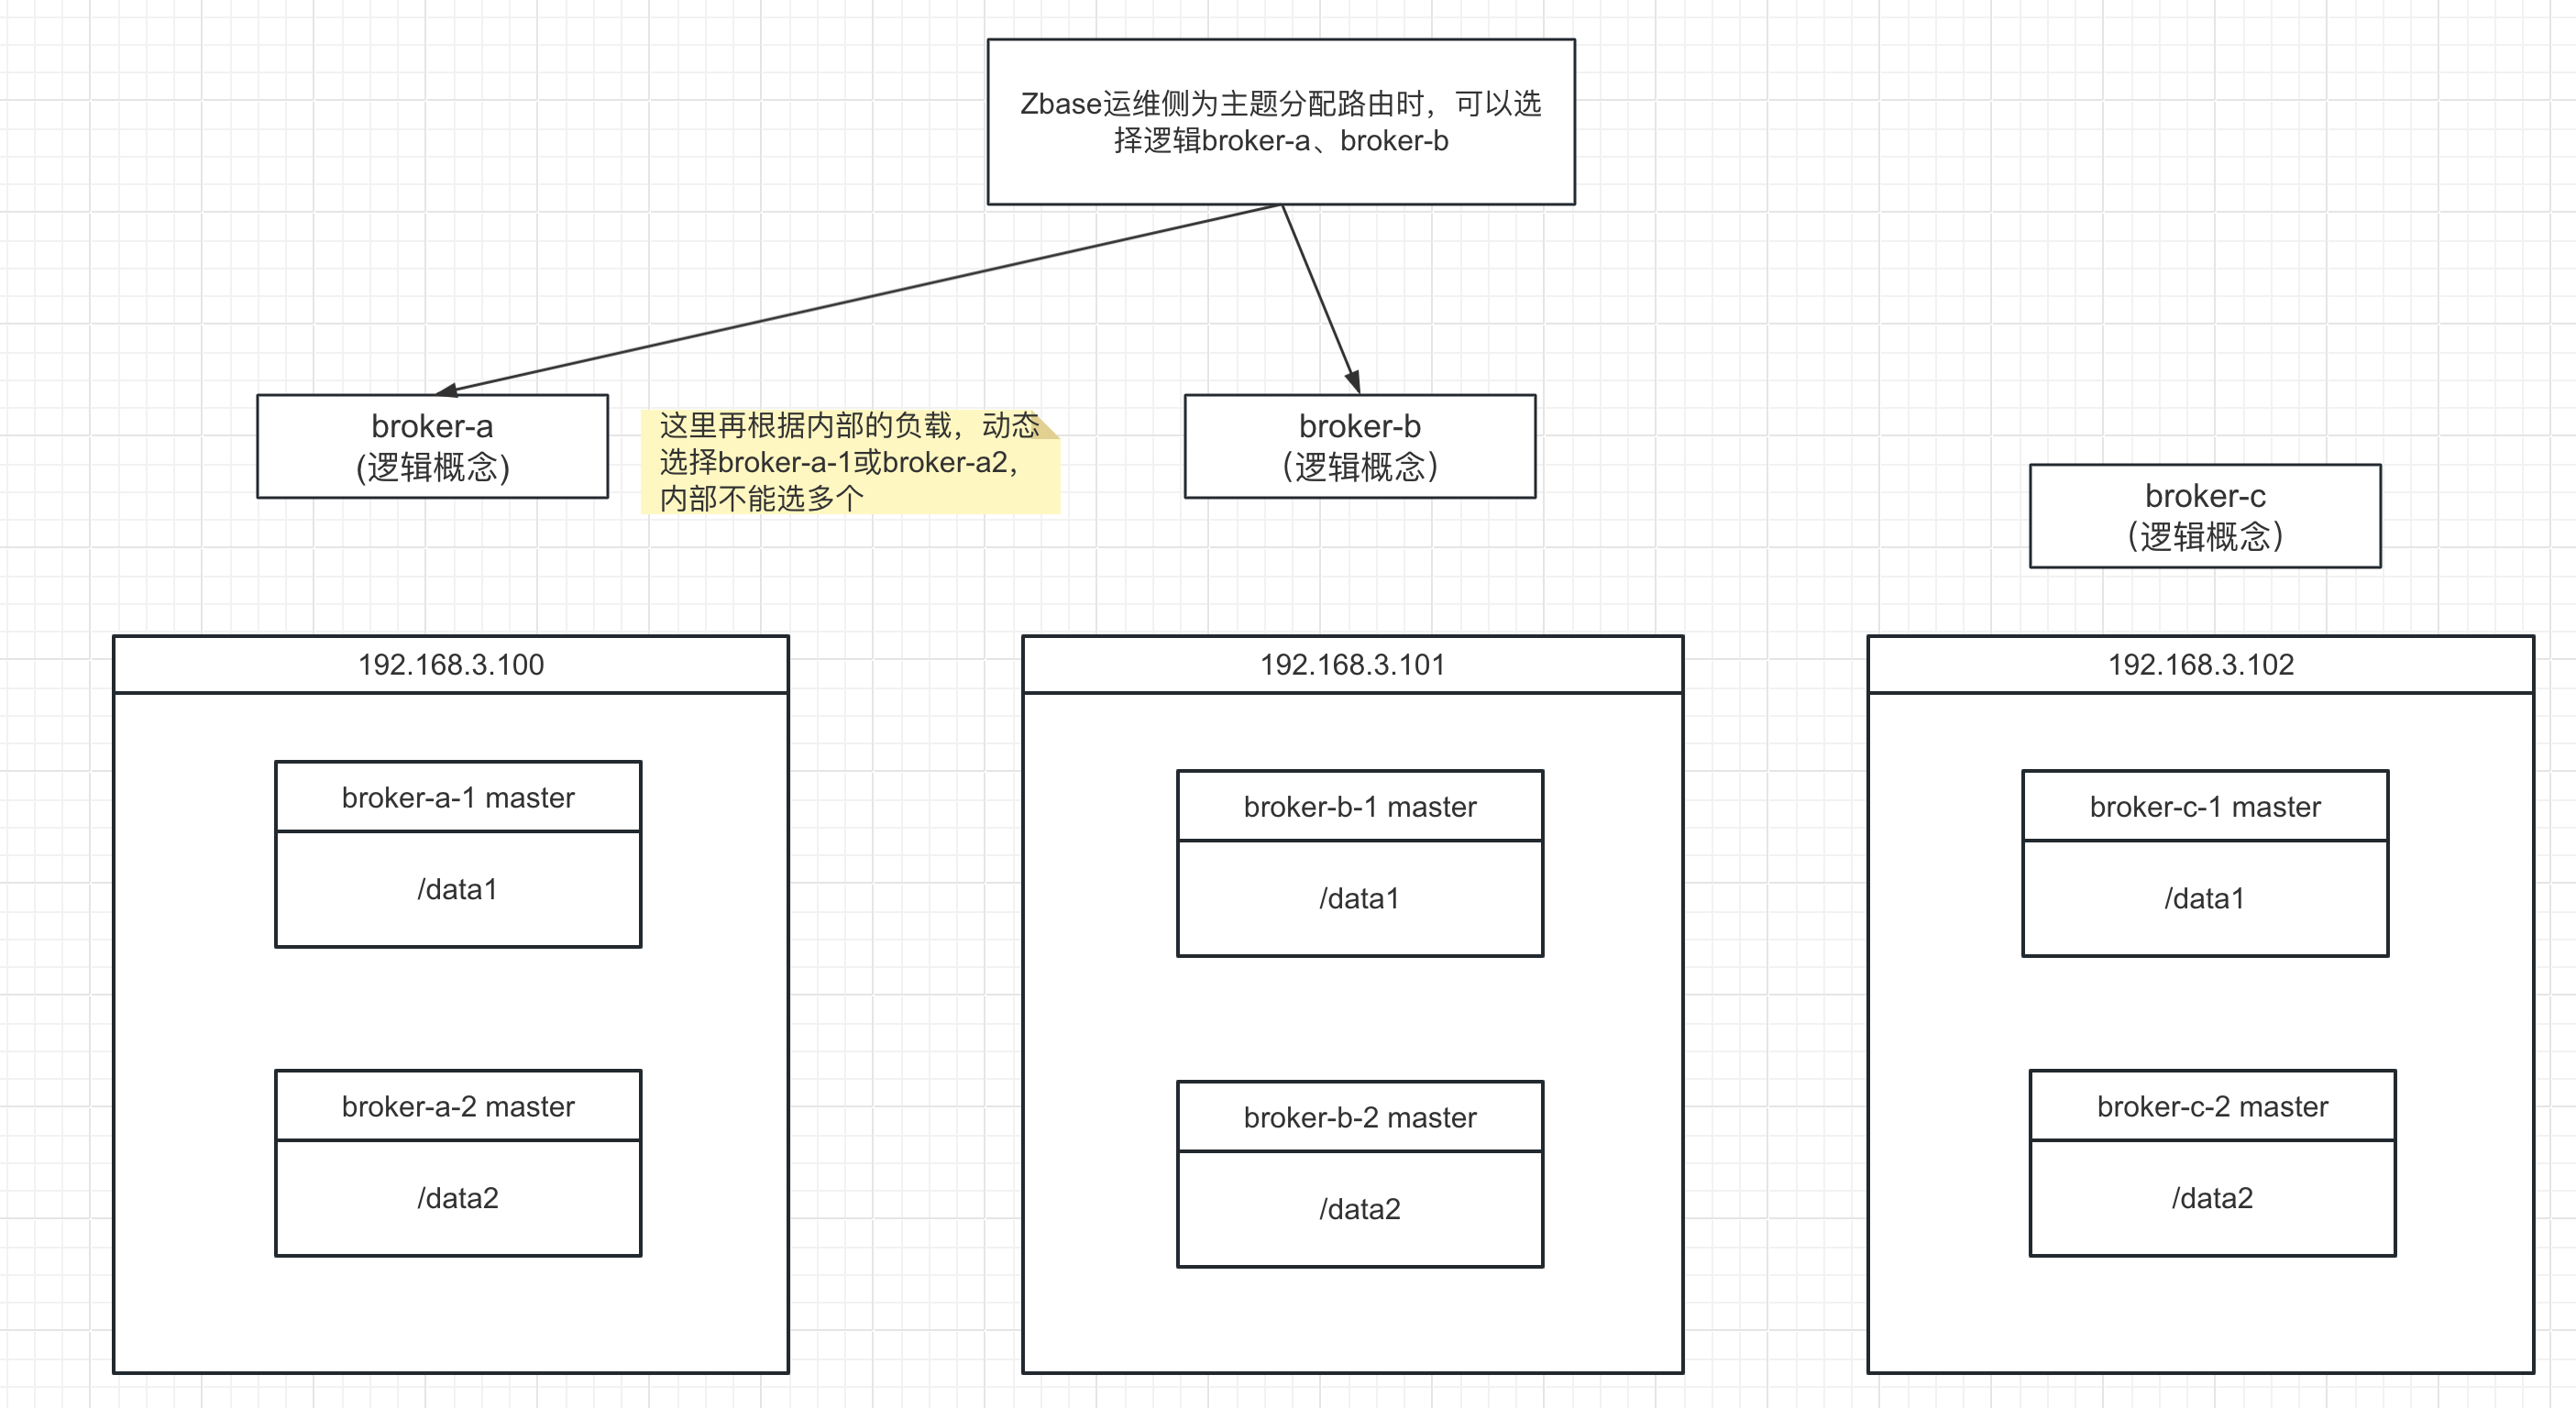 Zbase运维侧为主题分配路由时，可以选
择逻辑broker-a、broker-b
broker-a
(逻辑概念)
这里再根据内部的负载，动态
选择broker-a-1或broker-a2，
内部不能选多个
broker-b
（逻辑概念）
broker-c
（逻辑概念）
192.168.3.100
192.168.3.101
192.168.3.102
broker-a-1 master
/data1
broker-b-1 master
/data1
broker-c-1 master
/data1
broker-a-2 master
/data2
broker-b-2 master
/data2
broker-c-2 master
/data2